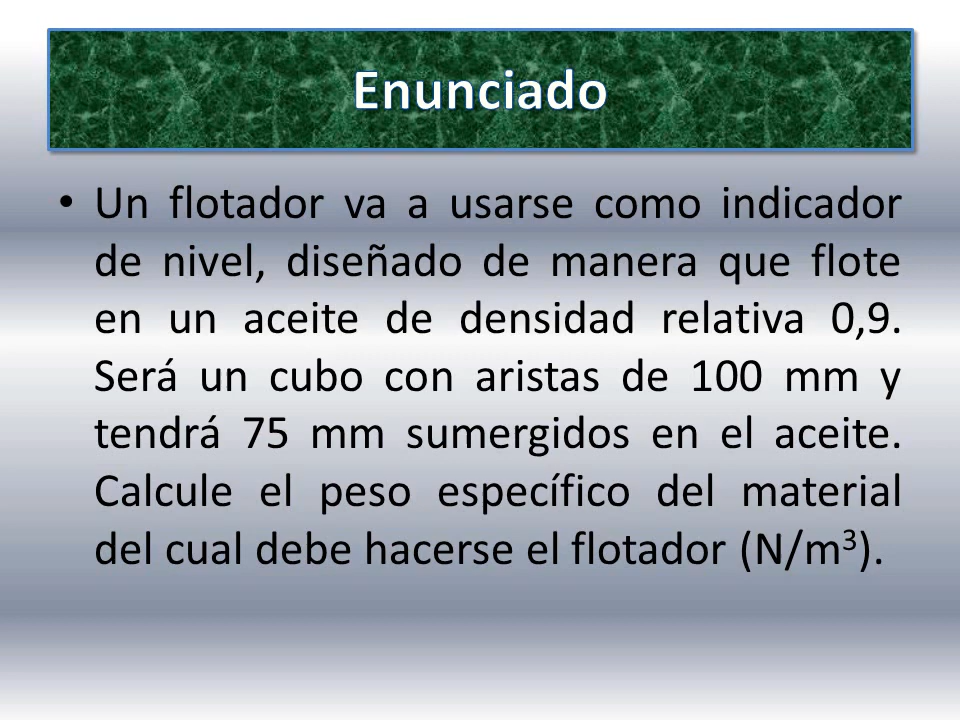 Enunciado
• Un flotador va a usarse como indicador
de nivel, diseñado de manera que flote
en un aceite de densidad relativa 0,9.
Será un cubo con aristas de 100 mm y
tendrá 75 mm sumergidos en el aceite.
Calcule el peso específico del material
del cual debe hacerse el flotador (N/m³).